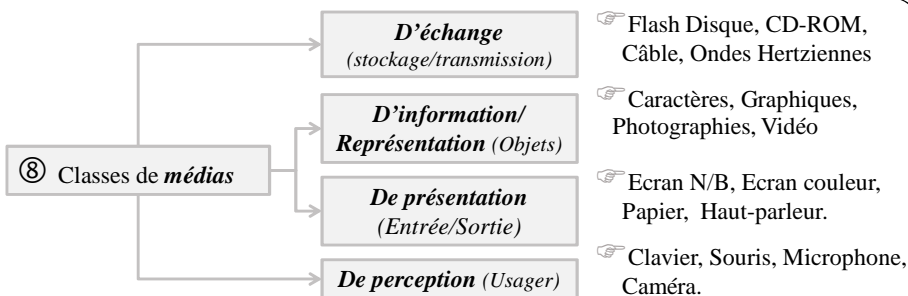 ⑧ Classes de médias
D’échange
(stockage/transmission)
☞ Flash Disque, CD-ROM,
Câble, Ondes Hertziennes
D’information/
Représentation (Objets)
☞ Caractères, Graphiques,
Photographies, Vidéo
De présentation
(Entrée/Sortie)
☞ Ecran N/B, Ecran couleur,
Papier, Haut-parleur.
De perception (Usager)
☞ Clavier, Souris, Microphone,
Caméra.